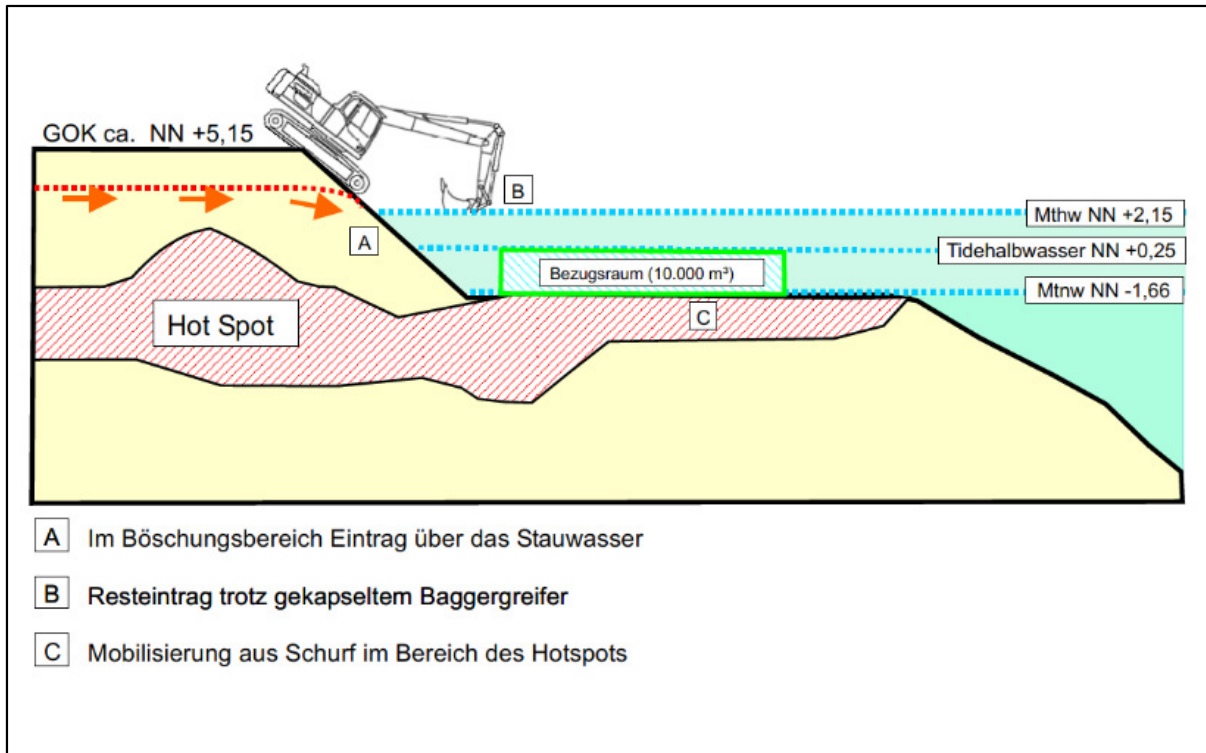 GOK ca. NN +5,15
B
Mthw NN +2,15
A
Tidehalbwasser NN +0,25
Bezugsraum (10.000 m³)
Mtnw NN -1,66
Hot Spot
C
A Im Böschungsbereich Eintrag über das Stauwasser
B Resteintrag trotz gekapseltem Baggergreifer
C Mobilisierung aus Schurf im Bereich des Hotspots